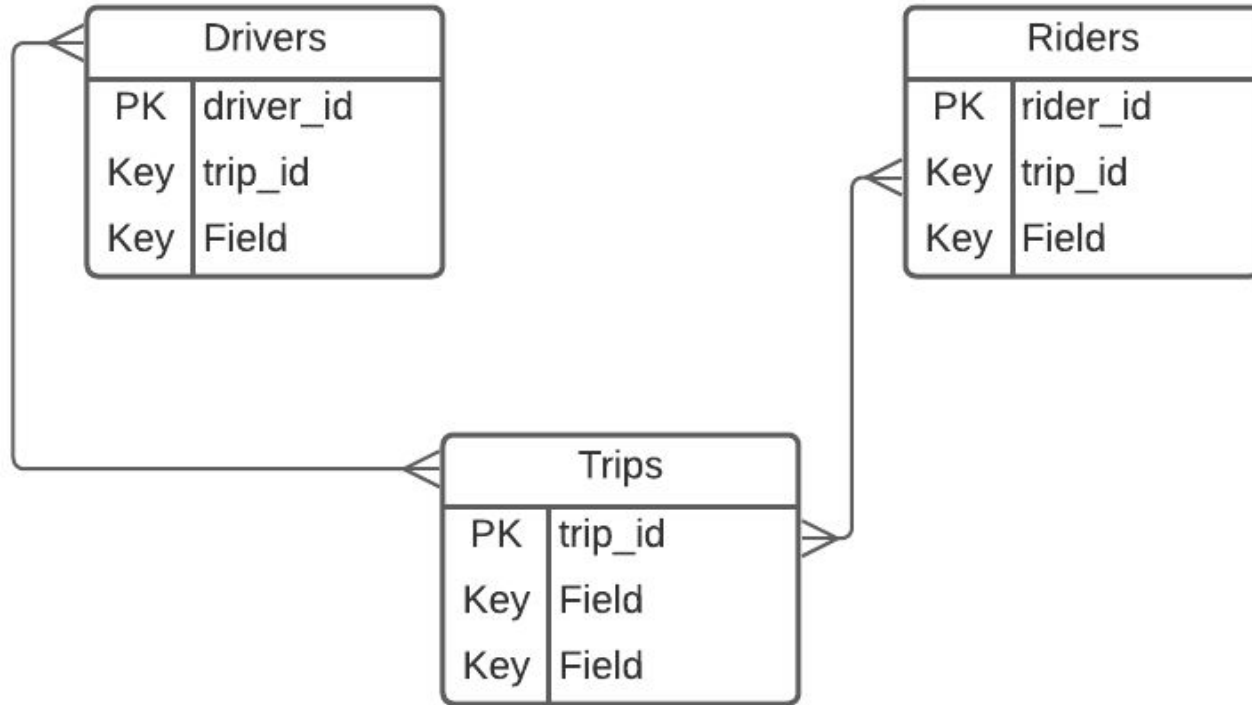 Drivers
PK driver_id
Key trip_id
Key Field
Riders
PK rider_id
Key trip_id
Key Field
Trips
PK trip_id
Key Field
Key Field